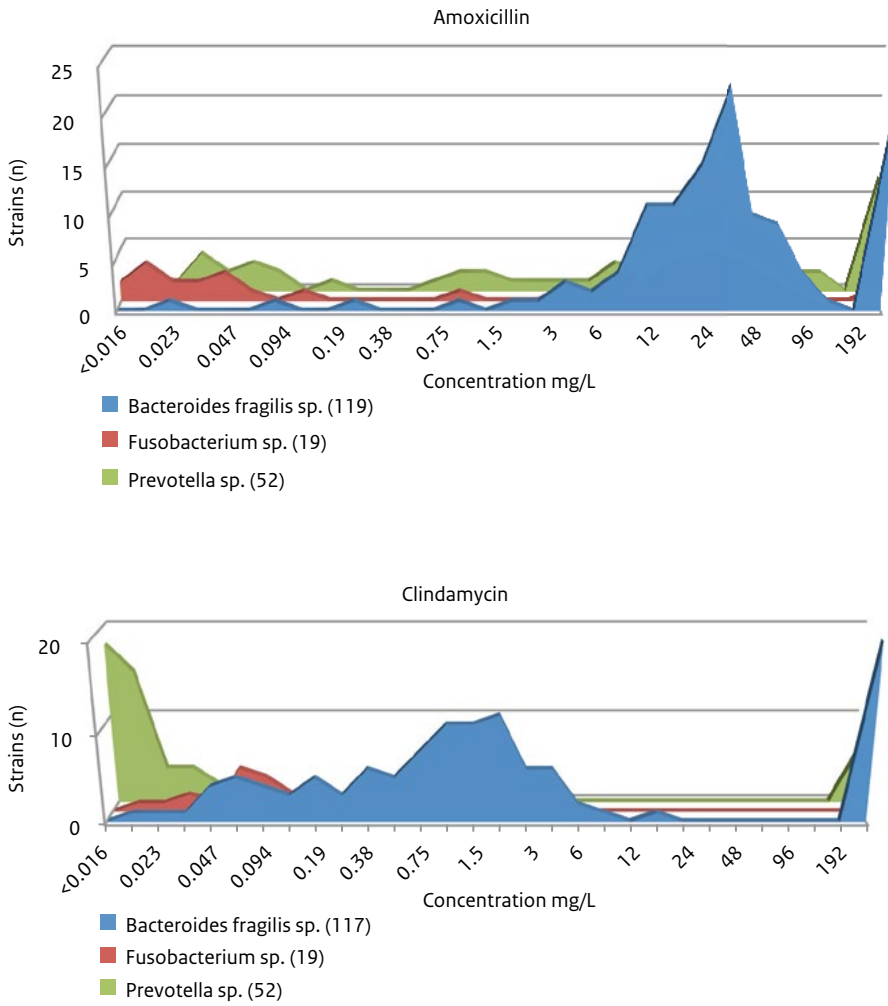 Amoxicillin
25
20
15
10
5
0
Strains (n)
<0.016 0.023 0.047 0.094 0.19 0.38 0.75 1.5 3 6 12 24 48 96 192
Concentration mg/L
Bacteroides fragilis sp. (119)
Fusobacterium sp. (19)
Prevotella sp. (52)
Clindamycin
20
10
0
Strains (n)
<0.016 0.023 0.047 0.094 0.19 0.38 0.75 1.5 3 6 12 24 48 96 192
Concentration mg/L
Bacteroides fragilis sp. (117)
Fusobacterium sp. (19)
Prevotella sp. (52)